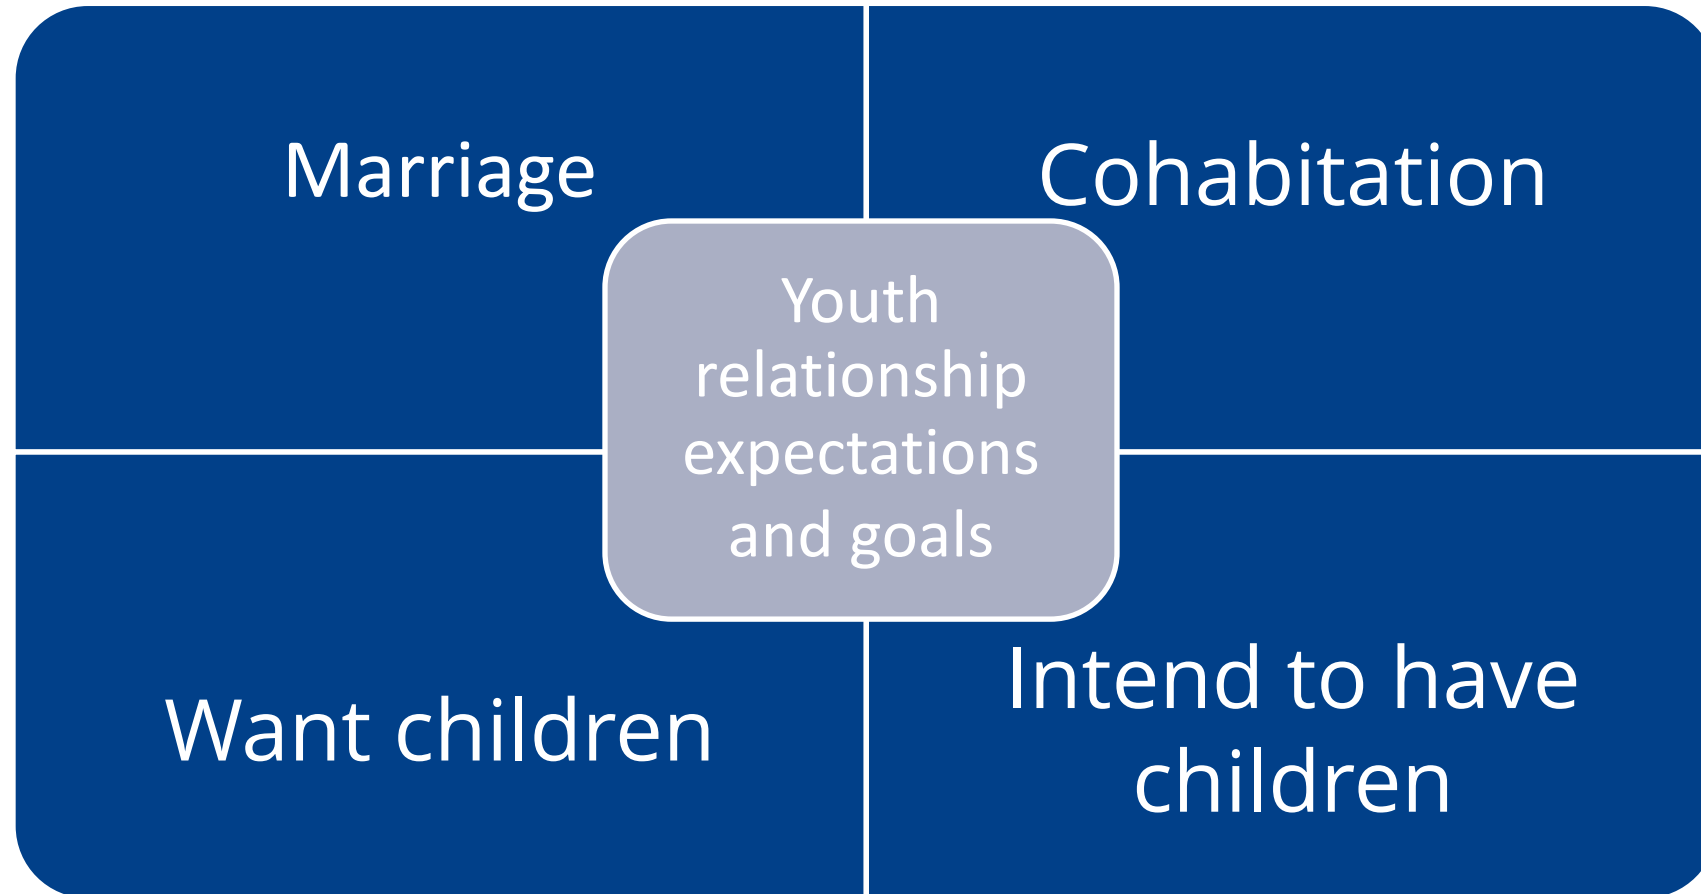 Marriage
Cohabitation
Youth
relationship
expectations
and goals
Want children
Intend to have
children